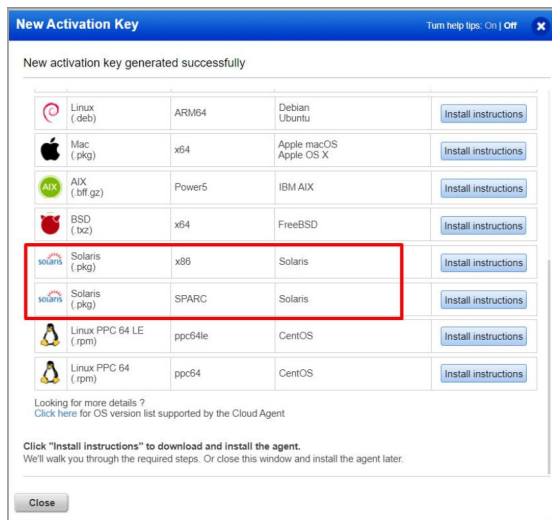 New Activation Key
Turn help tips: On | Off
New activation key generated successfully
Linux
(.deb)
ARM64
Debian
Ubuntu
Install instructions
Mac
(.pkg)
x64
Apple macOS
Apple OS X
Install instructions
AIX
AIX
(.bff.gz)
Power5
IBM AIX
Install instructions
BSD
(.txz)
x64
FreeBSD
Install instructions
solaris
Solaris
(.pkg)
x86
Solaris
Install instructions
solaris
Solaris
(.pkg)
SPARC
Solaris
Install instructions
Linux PPC 64 LE
(.rpm)
ppc64le
CentOS
Install instructions
Linux PPC 64
(.rpm)
ppc64
CentOS
Install instructions
Looking for more details ?
Click here for OS version list supported by the Cloud Agent
Click "Install instructions" to download and install the agent.
We'll walk you through the required steps. Or close this window and install the agent later.
Close